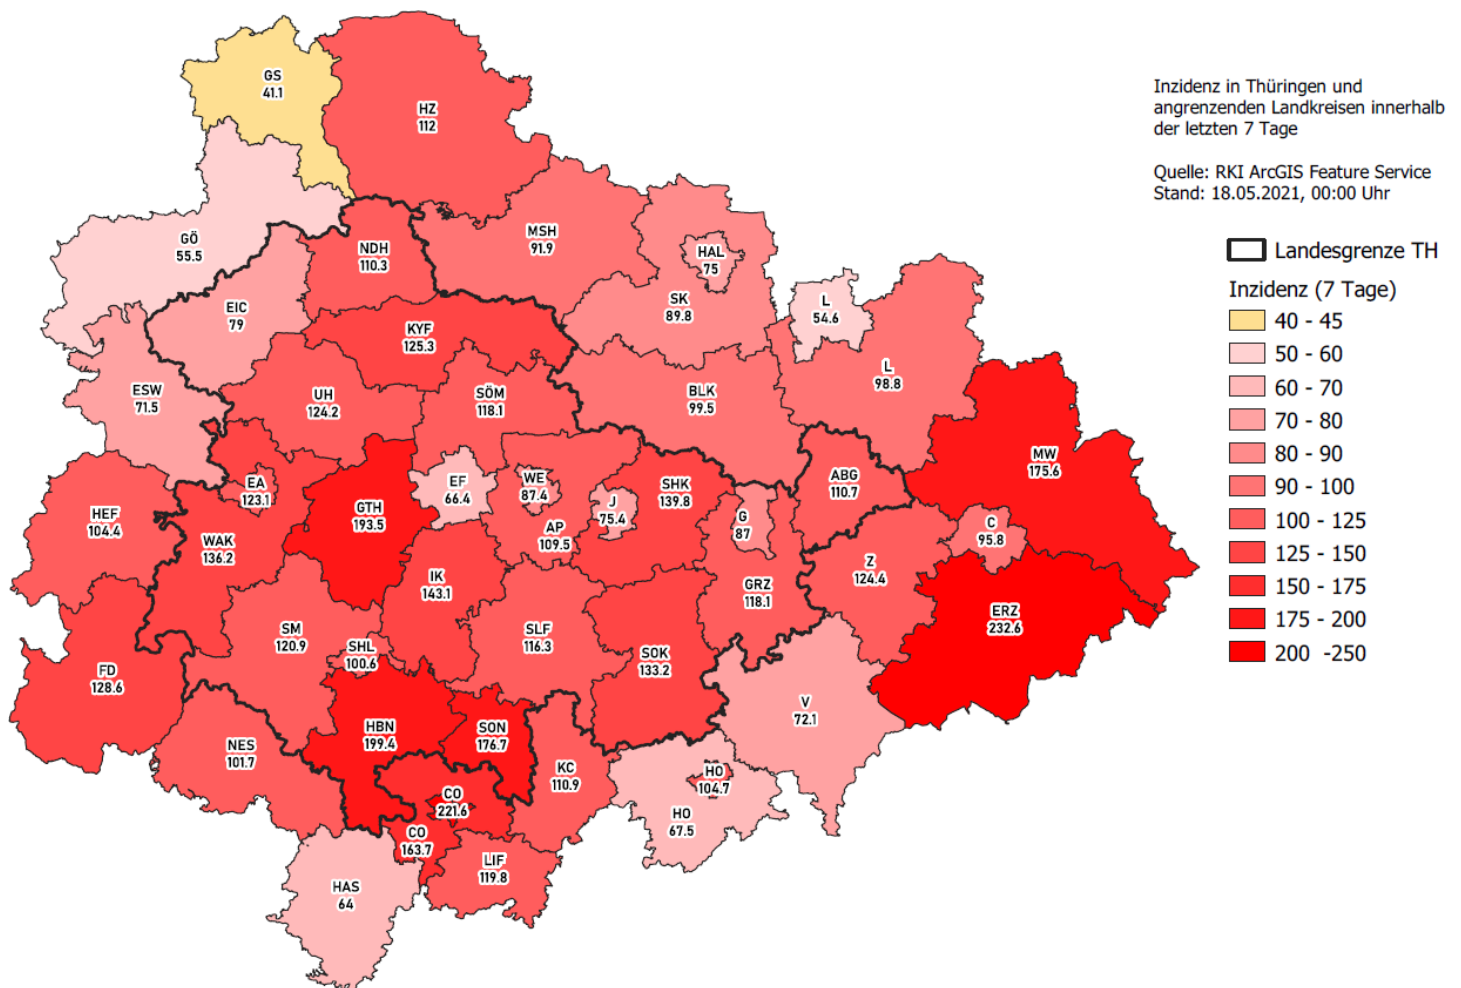 Inzidenz in Thüringen und
angrenzenden Landkreisen innerhalb
der letzten 7 Tage
Quelle: RKI ArcGIS Feature Service
Stand: 18.05.2021, 00:00 Uhr
Landesgrenze TH
Inzidenz (7 Tage)
40 - 45
50 - 60
60 - 70
70 - 80
80 - 90
90 - 100
100 - 125
125 - 150
150 - 175
175 - 200
200 -250
GS
41.1
HZ
112
GÖ
55.5
NDH
110.3
MSH
91.9
HAL
75
SK
89.8
L
54.6
EIC
79
KYF
125.3
L
98.8
ESW
71.5
UH
124.2
SÖM
118.1
BLK
99.5
MW
175.6
HEF
104.4
EA
123.1
GTH
193.5
EF
66.4
WE
87.4
J
75.4
SHK
139.8
ABG
110.7
G
87
C
95.8
WAK
136.2
AP
109.5
IK
143.1
Z
124.4
GRZ
118.1
ERZ
232.6
SM
120.9
SHL
100.6
SLF
116.3
SOK
133.2
FD
128.6
V
72.1
NES
101.7
HBN
199.4
SON
176.7
KC
110.9
HO
104.7
HO
67.5
CO
221.6
CO
163.7
LIF
119.8
HAS
64